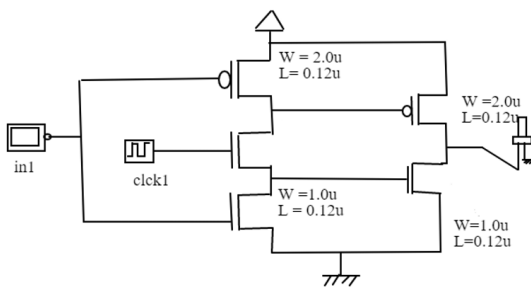 W = 2.0u
L= 0.12u
W =2.0u
L=0.12u
in1
clck1
W =1.0u
L = 0.12u
W=1.0u
L=0.12u